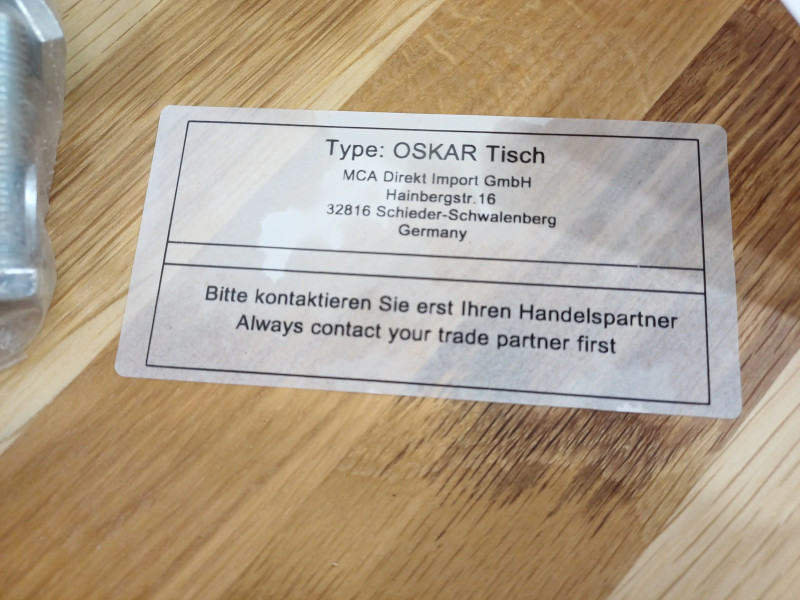 Type: OSKAR Tisch
MCA Direkt Import GmbH
Hainbergstr.16
32816 Schieder-Schwalenberg
Germany
Bitte kontaktieren Sie erst Ihren Handelspartner
Always contact your trade partner first